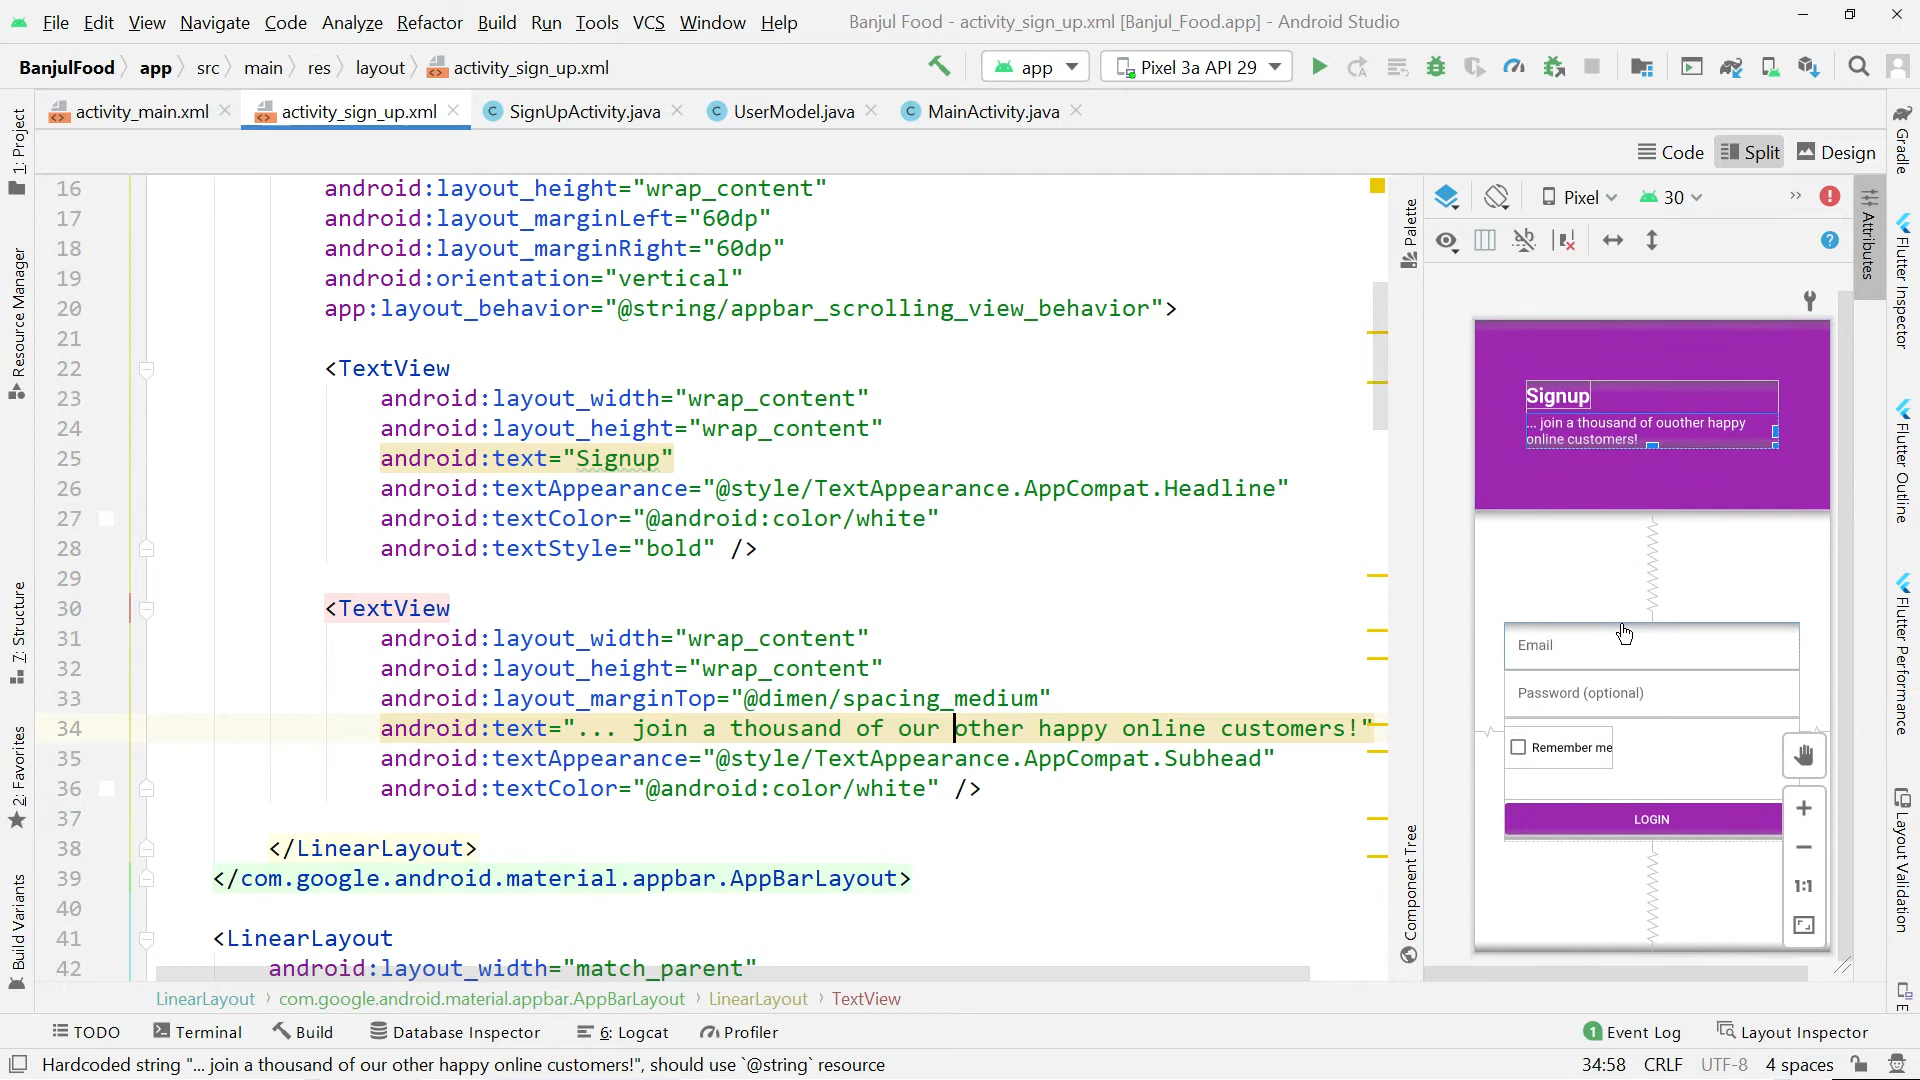 File Edit View Navigate Code Analyze Refactor Build Run Tools VCS Window Help Banjul Food - activity_sign_up.xml [Banjul_Food.app] - Android Studio
BanjulFood app src main res layout activity_sign_up.xml app Pixel 3a API 29
activity_main.xml activity_sign_up.xml SignUpActivity.java UserModel.java MainActivity.java
Code Split Design
1: Project
Resource Manager
7: Structure
2: Favorites
Build Variants
16 android:layout_height="wrap_content"
17 android:layout_marginLeft="60dp"
18 android:layout_marginRight="60dp"
19 android:orientation="vertical"
20 app:layout_behavior="@string/appbar_scrolling_view_behavior">
21
22 <TextView
23 android:layout_width="wrap_content"
24 android:layout_height="wrap_content"
25 android:text="Signup"
26 android:textAppearance="@style/TextAppearance.AppCompat.Headline"
27 android:textColor="@android:color/white"
28 android:textStyle="bold" />
29
30 <TextView
31 android:layout_width="wrap_content"
32 android:layout_height="wrap_content"
33 android:layout_marginTop="@dimen/spacing_medium"
34 android:text="... join a thousand of our other happy online customers!"
35 android:textAppearance="@style/TextAppearance.AppCompat.Subhead"
36 android:textColor="@android:color/white" />
37
38 </LinearLayout>
39 </com.google.android.material.appbar.AppBarLayout>
40
41 <LinearLayout
42 android:layout_width="match_parent"
Palette
Component Tree
Pixel 30
Signup
... join a thousand of ouother happy
online customers!
Email
Password (optional)
Remember me
LOGIN
1:1
Attributes
Gradle
Flutter Inspector
Flutter Outline
Flutter Performance
Layout Validation
E
LinearLayout com.google.android.material.appbar.AppBarLayout LinearLayout TextView
TODO Terminal Build Database Inspector 6: Logcat Profiler 1 Event Log Layout Inspector
Hardcoded string "... join a thousand of our other happy online customers!", should use `@string` resource 34:58 CRLF UTF-8 4 spaces